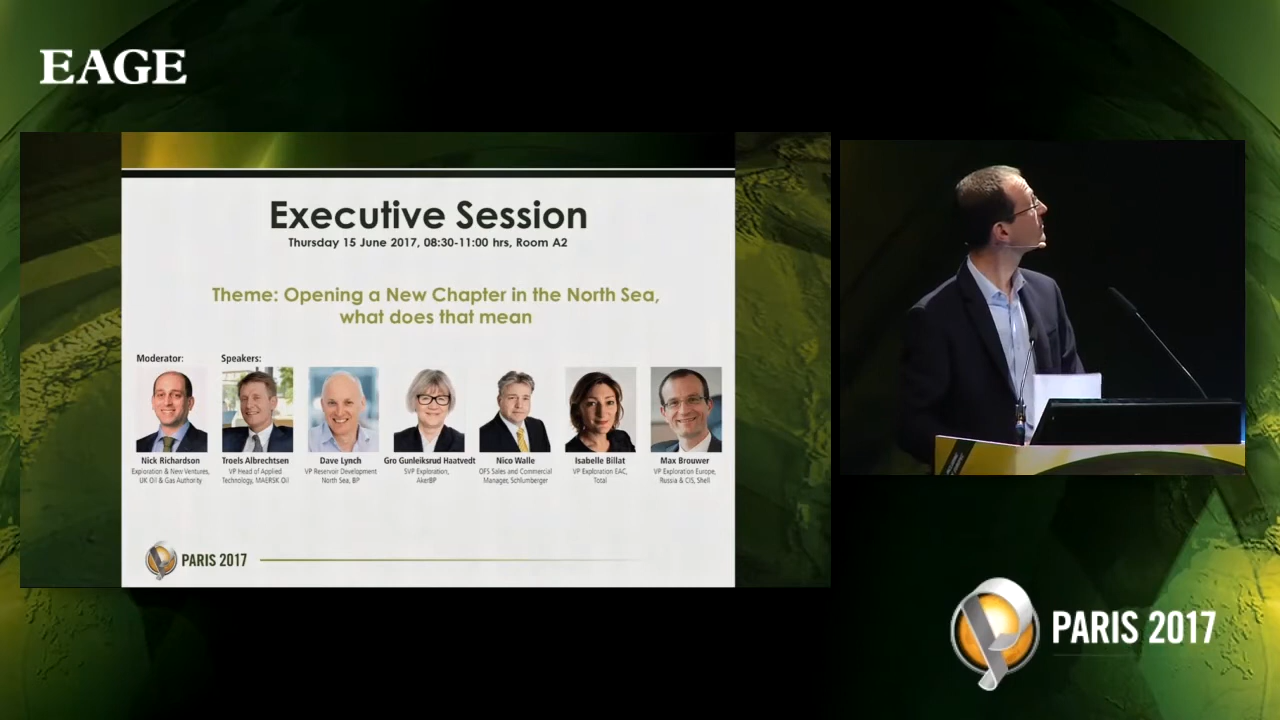 EAGE
Executive Session
Thursday 15 June 2017, 08:30-11:00 hrs, Room A2
Theme: Opening a New Chapter in the North Sea,
what does that mean
Moderator:
Speakers:
Nick Richardson
Exploration & New Ventures,
UK Oil & Gas Authority
Troels Albrechtsen
VP Head of Applied
Technology, MAERSK Oil
Dave Lynch
VP Reservoir Development
North Sea, BP
Gro Gunleiksrud Haatvedt
SVP Exploration,
AkerBP
Nico Walle
OFS Sales and Commercial
Manager, Schlumberger
Isabelle Billat
VP Exploration EAC,
Total
Max Brouwer
VP Exploration Europe,
Russia & CIS, Shell
PARIS 2017
PARIS 2017